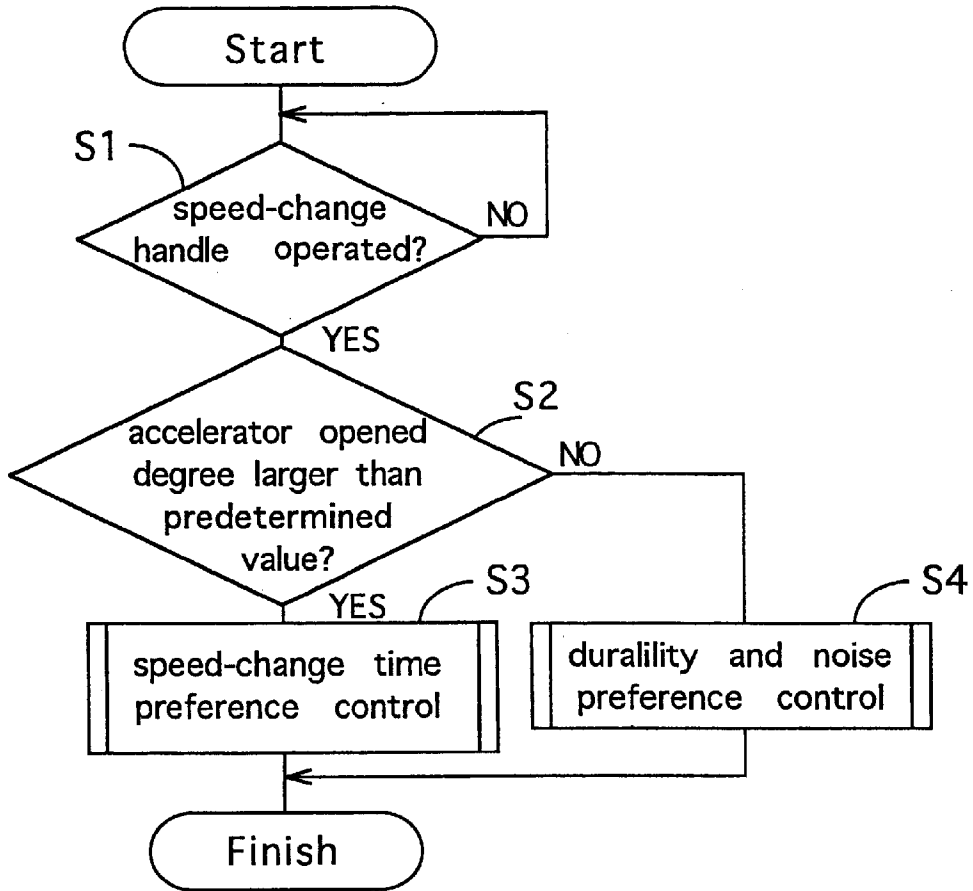 Start
S1
speed-change
handle operated?
NO
YES
S2
accelerator opened
degree larger than
predetermined
value?
NO
YES
S3
speed-change time
preference control
S4
duralility and noise
preference control
Finish